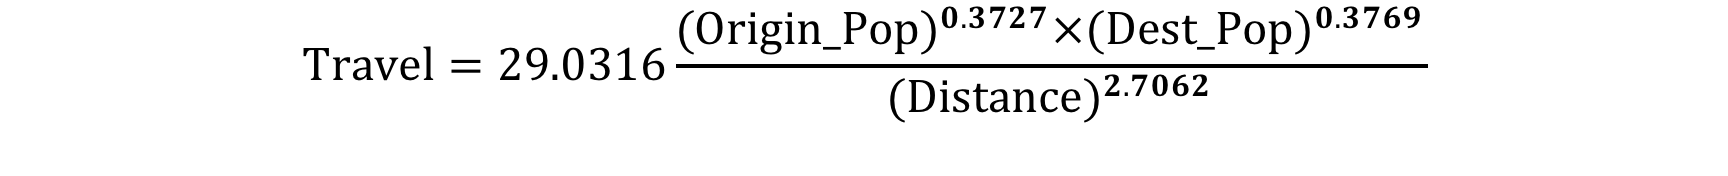 Travel = 29.0316 (Origin_Pop)^0.3727 × (Dest_Pop)^0.3769
(Distance)^2.7062